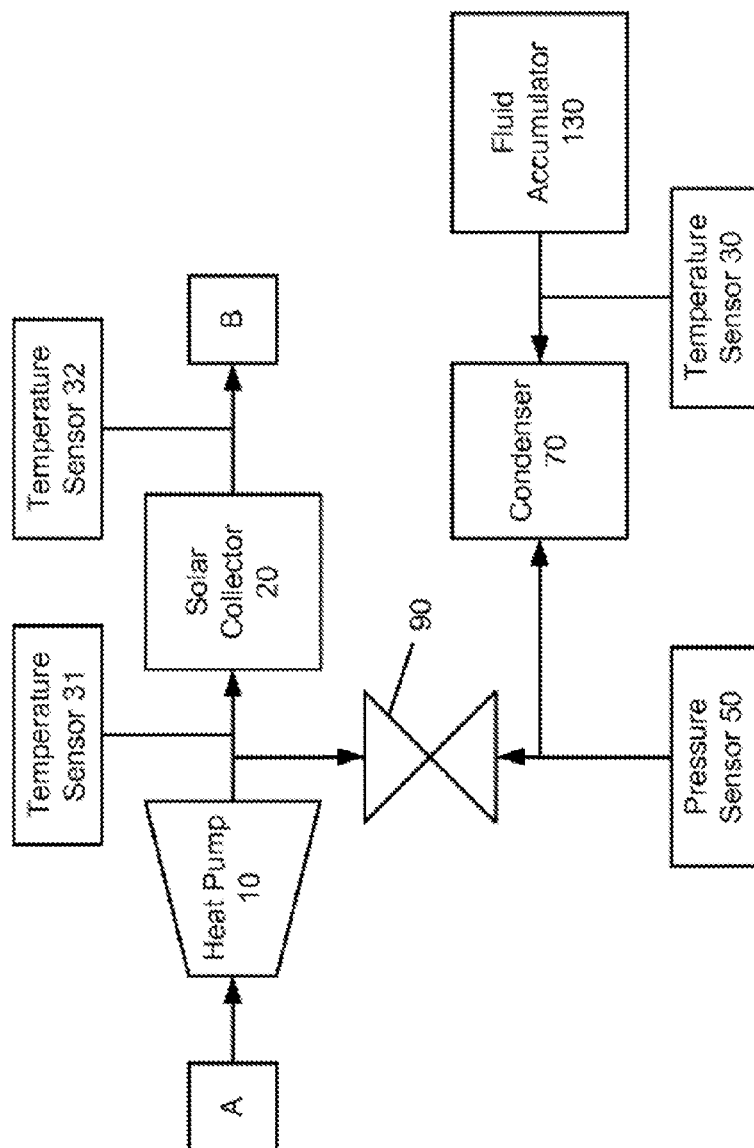 A
Heat Pump
10
Temperature
Sensor 31
Solar
Collector
20
Temperature
Sensor 32
B
90
Pressure
Sensor 50
Condenser
70
Temperature
Sensor 30
Fluid
Accumulator
130